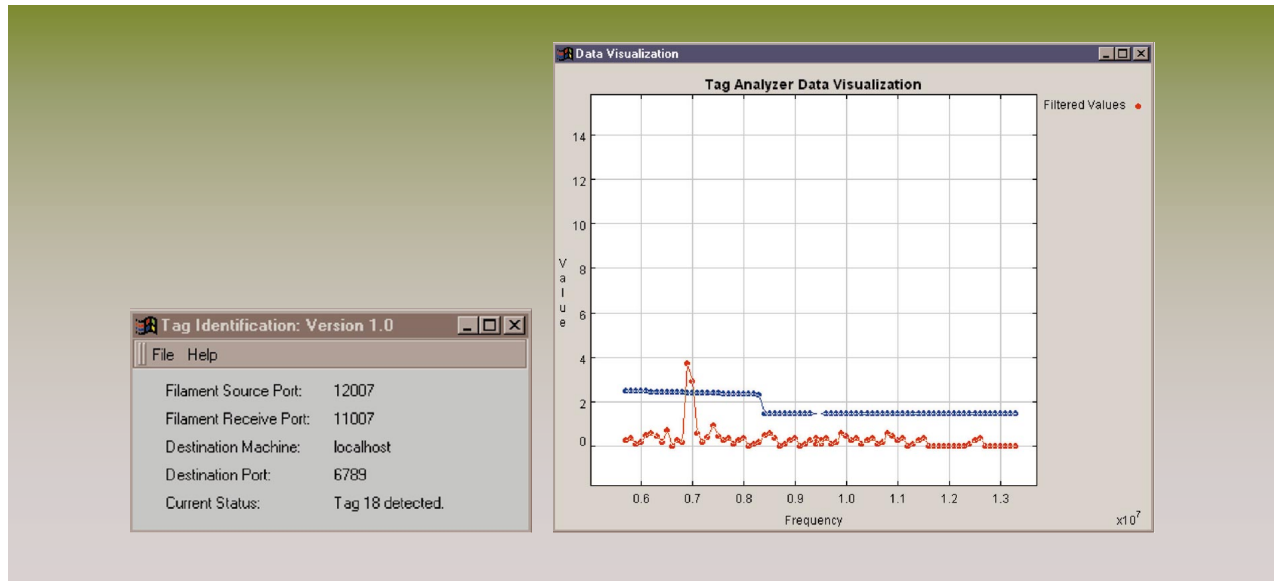 Tag Identification: Version 1.0
File Help
Filament Source Port: 12007
Filament Receive Port: 11007
Destination Machine: localhost
Destination Port: 6789
Current Status: Tag 18 detected.
Data Visualization
Tag Analyzer Data Visualization
Filtered Values
14
12
10
8
6
4
2
0
Value
0.6 0.7 0.8 0.9 1.0 1.1 1.2 1.3
Frequency
x10⁷